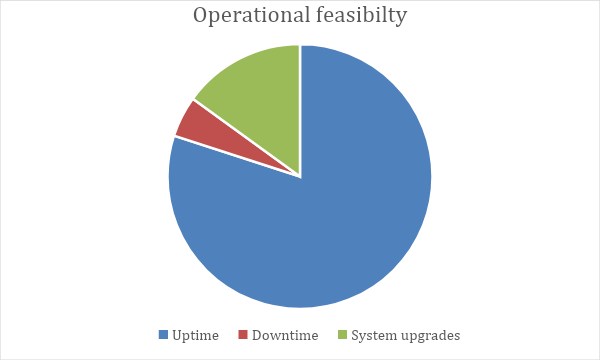 Operational feasibilty
Uptime Downtime System upgrades